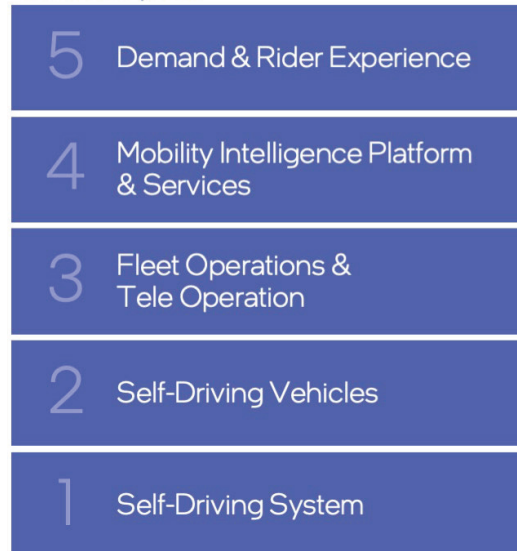 5 Demand & Rider Experience
4 Mobility Intelligence Platform
& Services
3 Fleet Operations &
Tele Operation
2 Self-Driving Vehicles
1 Self-Driving System